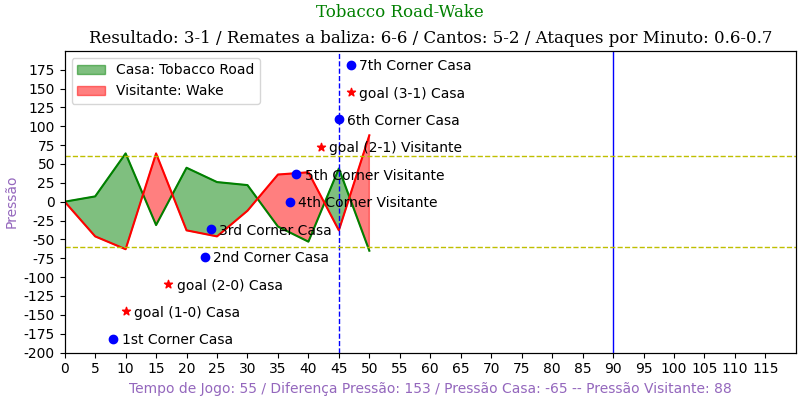 Tobacco Road-Wake
Resultado: 3-1 / Remates a baliza: 6-6 / Cantos: 5-2 / Ataques por Minuto: 0.6-0.7
Casa: Tobacco Road
Visitante: Wake
7th Corner Casa
goal (3-1) Casa
6th Corner Casa
goal (2-1) Visitante
5th Corner Visitante
4th Corner Visitante
3rd Corner Casa
2nd Corner Casa
goal (2-0) Casa
goal (1-0) Casa
1st Corner Casa
Pressão
175
150
125
100
75
50
25
0
-25
-50
-75
-100
-125
-150
-175
-200
0 5 10 15 20 25 30 35 40 45 50 55 60 65 70 75 80 85 90 95 100 105 110 115
Tempo de Jogo: 55 / Diferença Pressão: 153 / Pressão Casa: -65 -- Pressão Visitante: 88